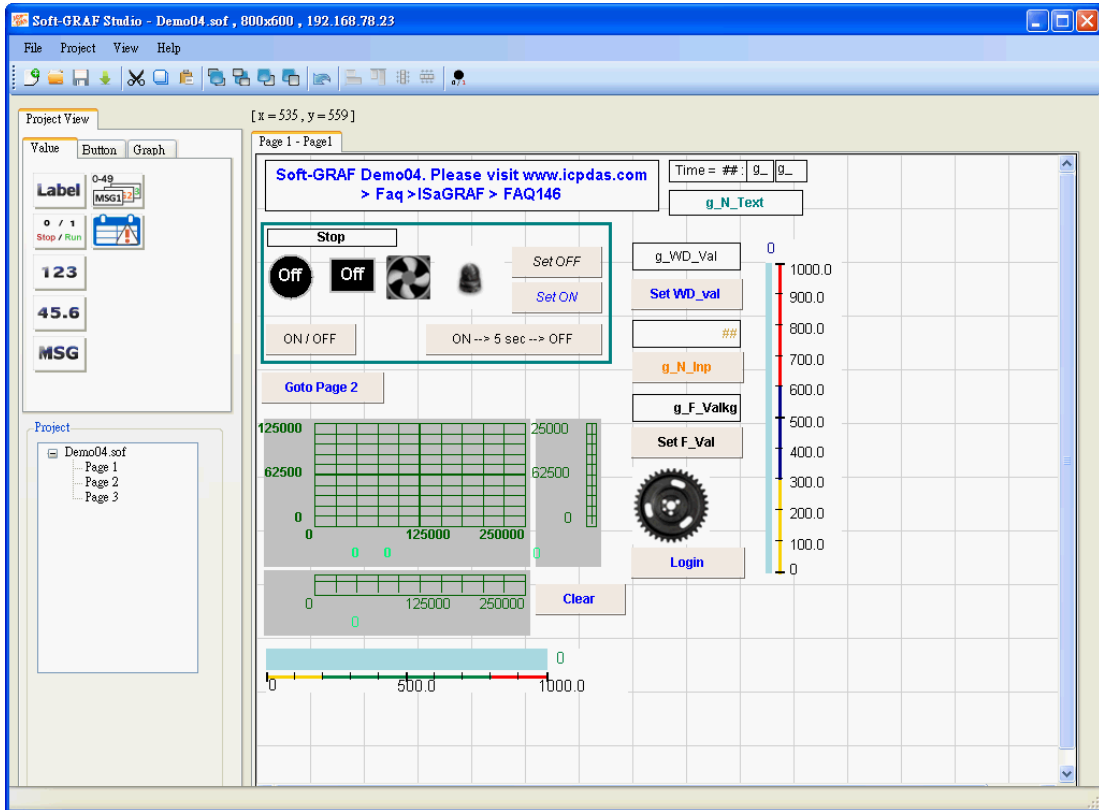 Soft-GRAF Studio - Demo04.sof , 800x600 , 192.168.78.23
File Project View Help
Project View
[ x = 535 , y = 559 ]
Value Button Graph
Page 1 - Page1
Label
0-49
MSG1 2 3
0 / 1
Stop / Run
123
45.6
MSG
Project
Demo04.sof
Page 1
Page 2
Page 3
Soft-GRAF Demo04. Please visit www.icpdas.com
> Faq >ISaGRAF > FAQ146
Time = ## : g_ g_
g_N_Text
Stop
Off
Off
Set OFF
Set ON
ON / OFF
ON --> 5 sec --> OFF
Goto Page 2
g_WD_Val
Set WD_val
##
g_N_Inp
g_F_Valkg
Set F_Val
Login
0
1000.0
900.0
800.0
700.0
600.0
500.0
400.0
300.0
200.0
100.0
0
125000
62500
0
0 125000 250000
0 0
25000
62500
0
0
0 125000 250000
0
Clear
0
0 500.0 1000.0